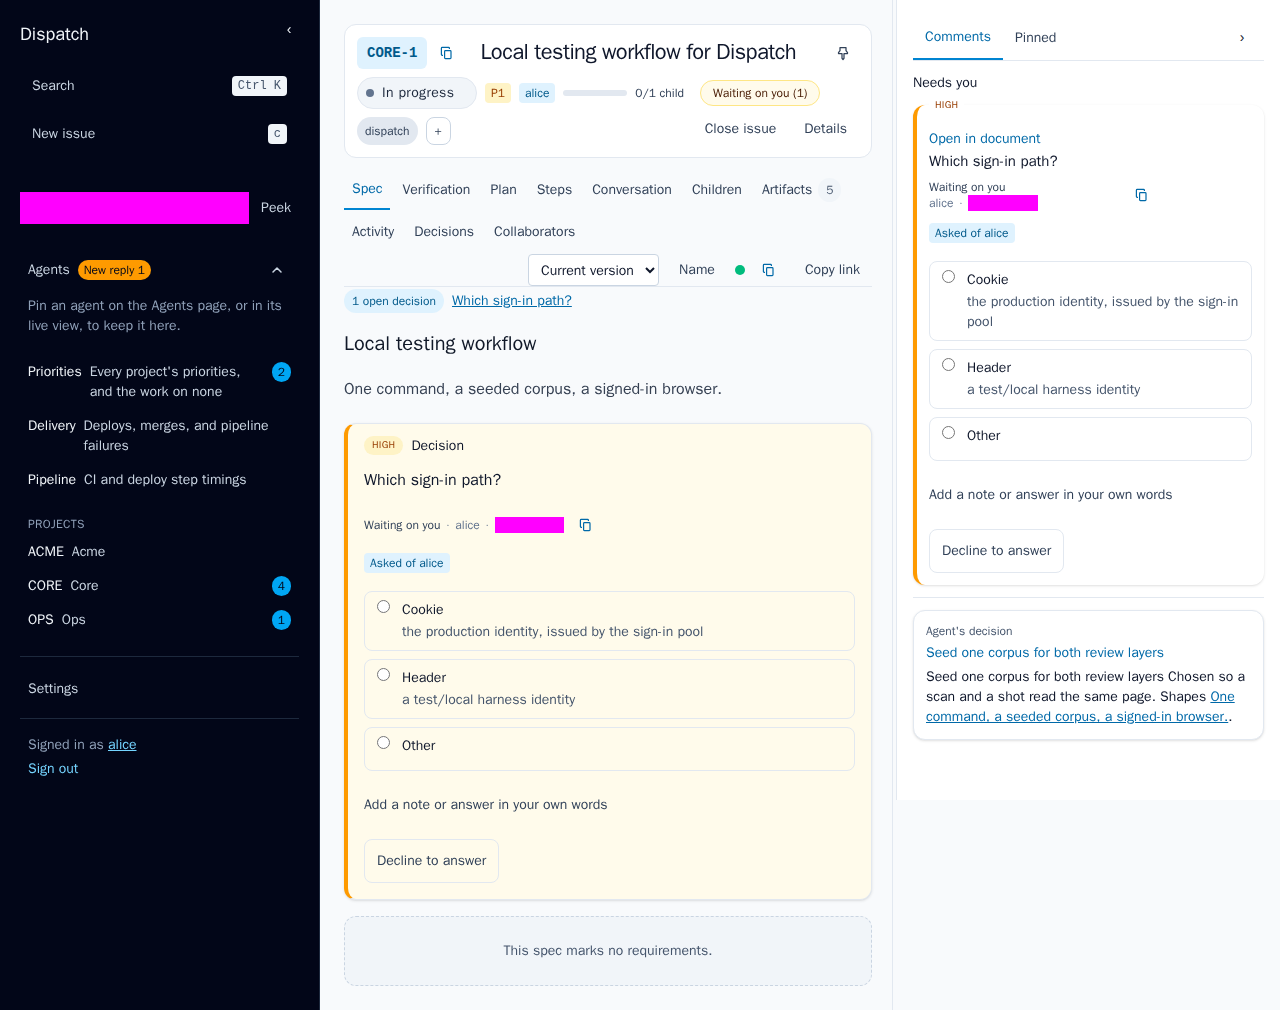 Dispatch
Search Ctrl K
New issue C
Peek
Agents New reply 1
Pin an agent on the Agents page, or in its
live view, to keep it here.
Priorities Every project's priorities,
and the work on none 2
Delivery Deploys, merges, and pipeline
failures
Pipeline CI and deploy step timings
PROJECTS
ACME Acme
CORE Core 4
OPS Ops 1
Settings
Signed in as alice
Sign out
CORE-1 Local testing workflow for Dispatch
In progress P1 alice 0/1 child Waiting on you (1)
dispatch + Close issue Details
Spec Verification Plan Steps Conversation Children Artifacts 5
Activity Decisions Collaborators
Current version Name Copy link
1 open decision Which sign-in path?
Local testing workflow
One command, a seeded corpus, a signed-in browser.
HIGH Decision
Which sign-in path?
Waiting on you · alice ·
Asked of alice
Cookie
the production identity, issued by the sign-in pool
Header
a test/local harness identity
Other
Add a note or answer in your own words
Decline to answer
This spec marks no requirements.
Comments Pinned
Needs you
HIGH
Open in document
Which sign-in path?
Waiting on you
alice ·
Asked of alice
Cookie
the production identity, issued by the sign-in
pool
Header
a test/local harness identity
Other
Add a note or answer in your own words
Decline to answer
Agent's decision
Seed one corpus for both review layers
Seed one corpus for both review layers Chosen so a
scan and a shot read the same page. Shapes One
command, a seeded corpus, a signed-in browser..